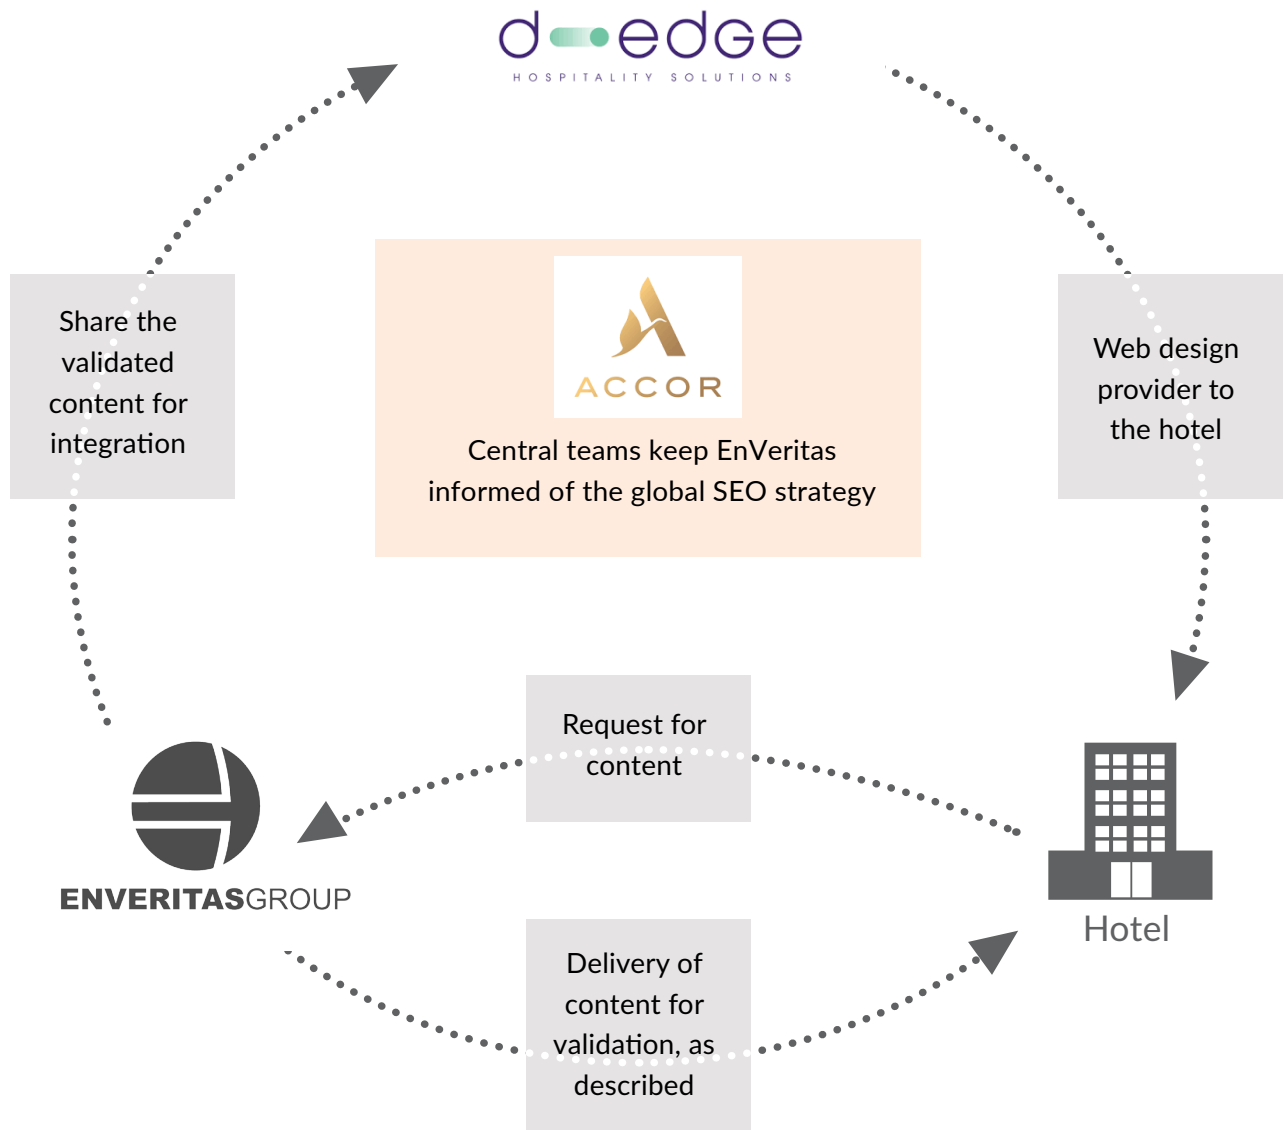 d edge
HOSPITALITY SOLUTIONS
Share the
validated
content for
integration
ACCOR
Central teams keep EnVeritas
informed of the global SEO strategy
Web design
provider to
the hotel
Request for
content
ENVERITASGROUP
Hotel
Delivery of
content for
validation, as
described